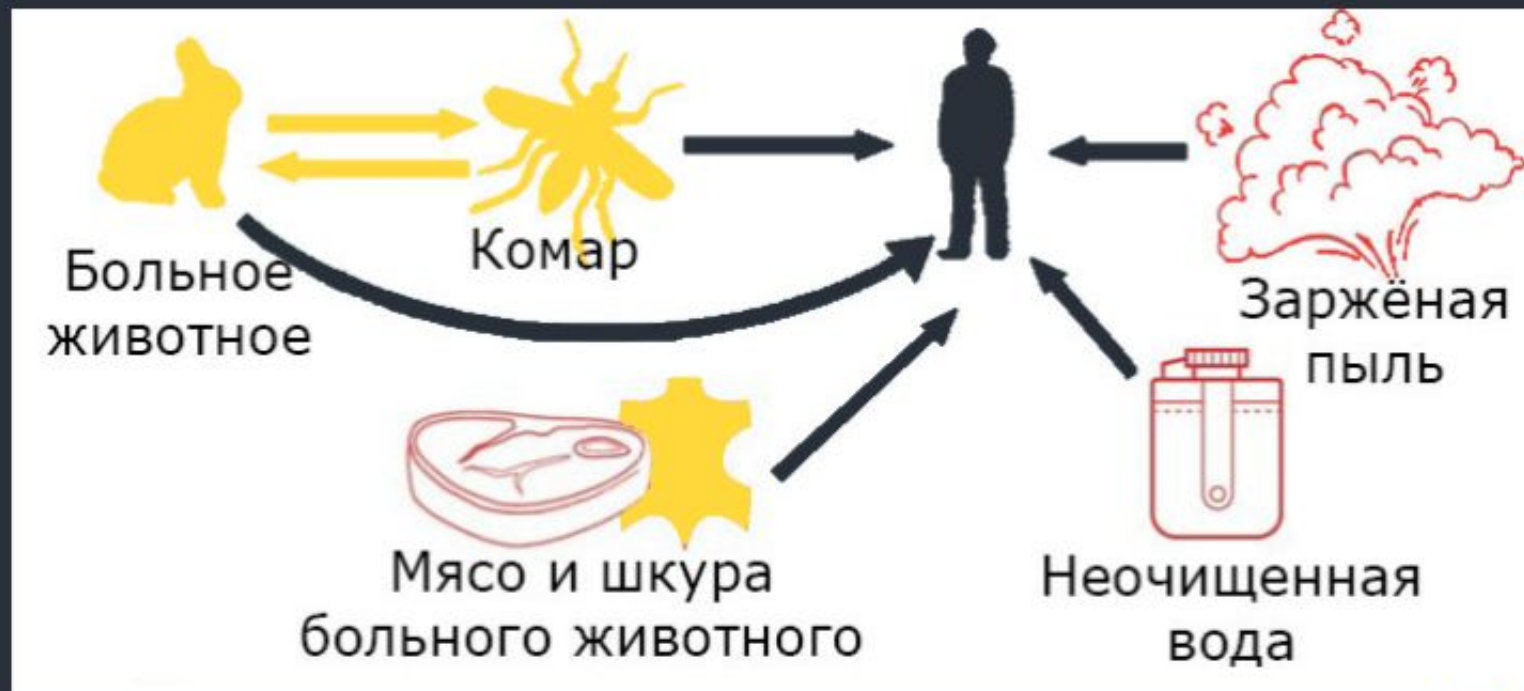 Больное
животное
Комар
Заржёная
пыль
Мясо и шкура
больного животного
Неочищенная
вода